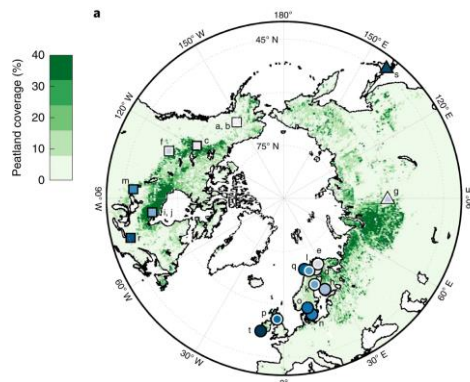 a
180°
150° W
150° E
45° N
Peatland coverage (%)
40
30
20
10
0
s
120° W
120° E
a, b
c
f
75° N
m
g
90° W
90° E
i, j
r
e
l
q
60° W
60° E
o
p
n
t
30° W
30° E
0°